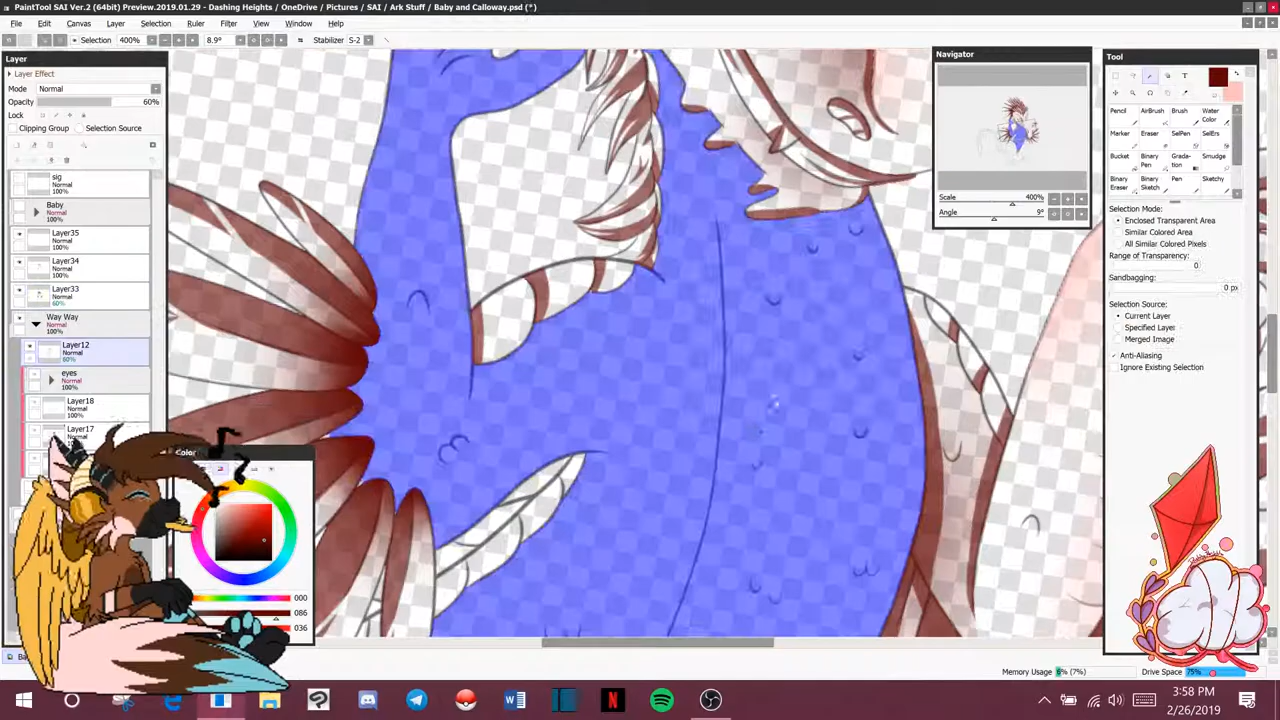 PaintTool SAI Ver.2 (64bit) Preview.2019.01.29 - Dashing Heights / OneDrive / Pictures / SAI / Ark Stuff / Baby and Calloway.psd (*)
File Edit Canvas Layer Selection Ruler Filter View Window Help
Selection 400% 8.9° Stabilizer S-2
Layer
Layer Effect
Mode Normal
Opacity 60%
Lock
Clipping Group Selection Source
sig
Normal
100%
Baby
Normal
100%
Layer35
Normal
100%
Layer34
Normal
100%
Layer33
Normal
60%
Way Way
Normal
100%
Layer12
Normal
60%
eyes
Normal
100%
Layer18
Normal
100%
Layer17
Normal
Color
000
086
036
Navigator
Scale 400%
Angle 9°
Tool
T
Pencil AirBrush Brush Water Color
Marker Eraser SelPen SelErs
Bucket Binary Pen Gradation Smudge
Binary Eraser Binary Sketch Pen Sketchy
Selection Mode:
Enclosed Transparent Area
Similar Colored Area
All Similar Colored Pixels
Range of Transparency:
0
Sandbagging:
0 px
Selection Source:
Current Layer
Specified Layer
Merged Image
Anti-Aliasing
Ignore Existing Selection
Memory Usage 6% (7%) Drive Space 75%
3:58 PM
2/26/2019